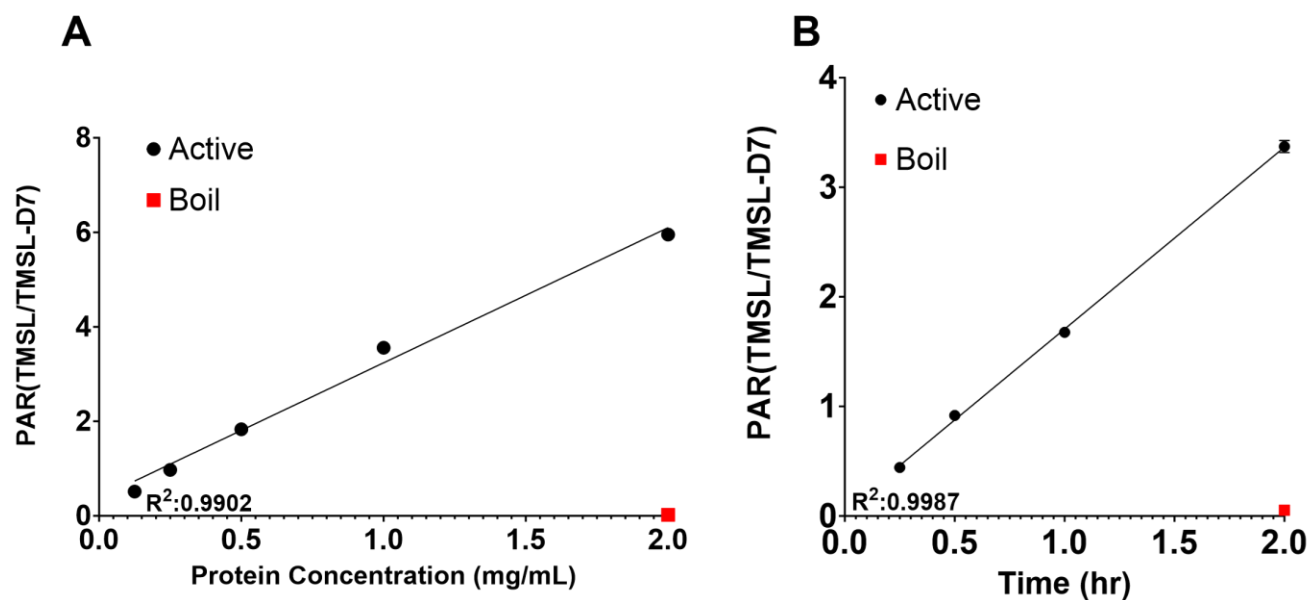 A
PAR(TMSL/TMSL-D7)
8
6
4
2
0
Active
Boil
R²:0.9902
0.0 0.5 1.0 1.5 2.0
Protein Concentration (mg/mL)
B
PAR(TMSL/TMSL-D7)
4
3
2
1
0
Active
Boil
R²:0.9987
0.0 0.5 1.0 1.5 2.0
Time (hr)